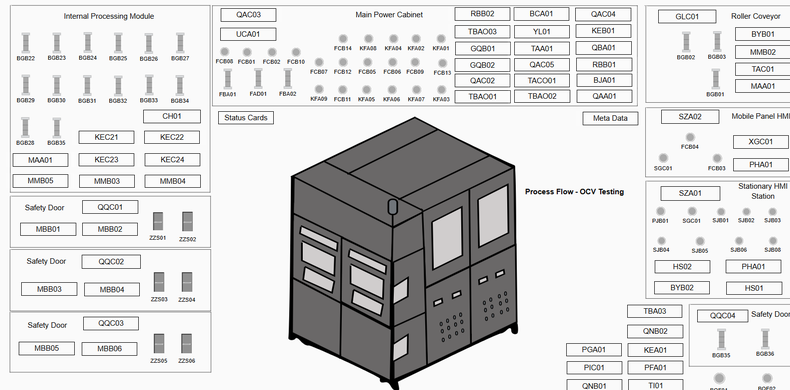 Internal Processing Module
BGB22 BGB23 BGB24 BGB25 BGB26 BGB27
BGB29 BGB30 BGB31 BGB32 BGB33 BGB34
CH01
BGB28 BGB35 KEC21 KEC22
MAA01 KEC23 KEC24
MMB05 MMB03 MMB04
Safety Door QQC01
MBB01 MBB02 ZZS01 ZZS02
Safety Door QQC02
MBB03 MBB04 ZZS03 ZZS04
Safety Door QQC03
MBB05 MBB06 ZZS05 ZZS06
QAC03 Main Power Cabinet RBB02 BCA01 QAC04
UCA01 TBAO03 YL01 KEB01
FCB14 KFA08 KFA04 KFA02 KFA01
GQB01 TAA01 QBA01
FCB08 FCB01 FCB02 FCB10
GQB02 QAC05 RBB01
FCB07 FCB12 FCB05 FCB06 FCB09 FCB13
QAC02 TACO01 BJA01
FBA01 FAD01 FBA02
TBAO01 TBAO02 QAA01
KFA09 FCB11 KFA05 KFA06 KFA07 KFA03
Status Cards Meta Data
Process Flow - OCV Testing
GLC01 Roller Coveyor
BYB01
BGB02 BGB03 MMB02
TAC01
BGB01 MAA01
SZA02 Mobile Panel HMI
FCB04 XGC01
SGC01 FCB03 PHA01
SZA01 Stationary HMI
Station
PJB01 SGC01 SJB01 SJB02 SJB03
SJB04 SJB05 SJB06 SJB08
HS02 PHA01
BYB02 HS01
TBA03
QNB02
PGA01 KEA01
PIC01 PFA01
QNB01 TI01
QQC04 Safety Door
BGB35 BGB36